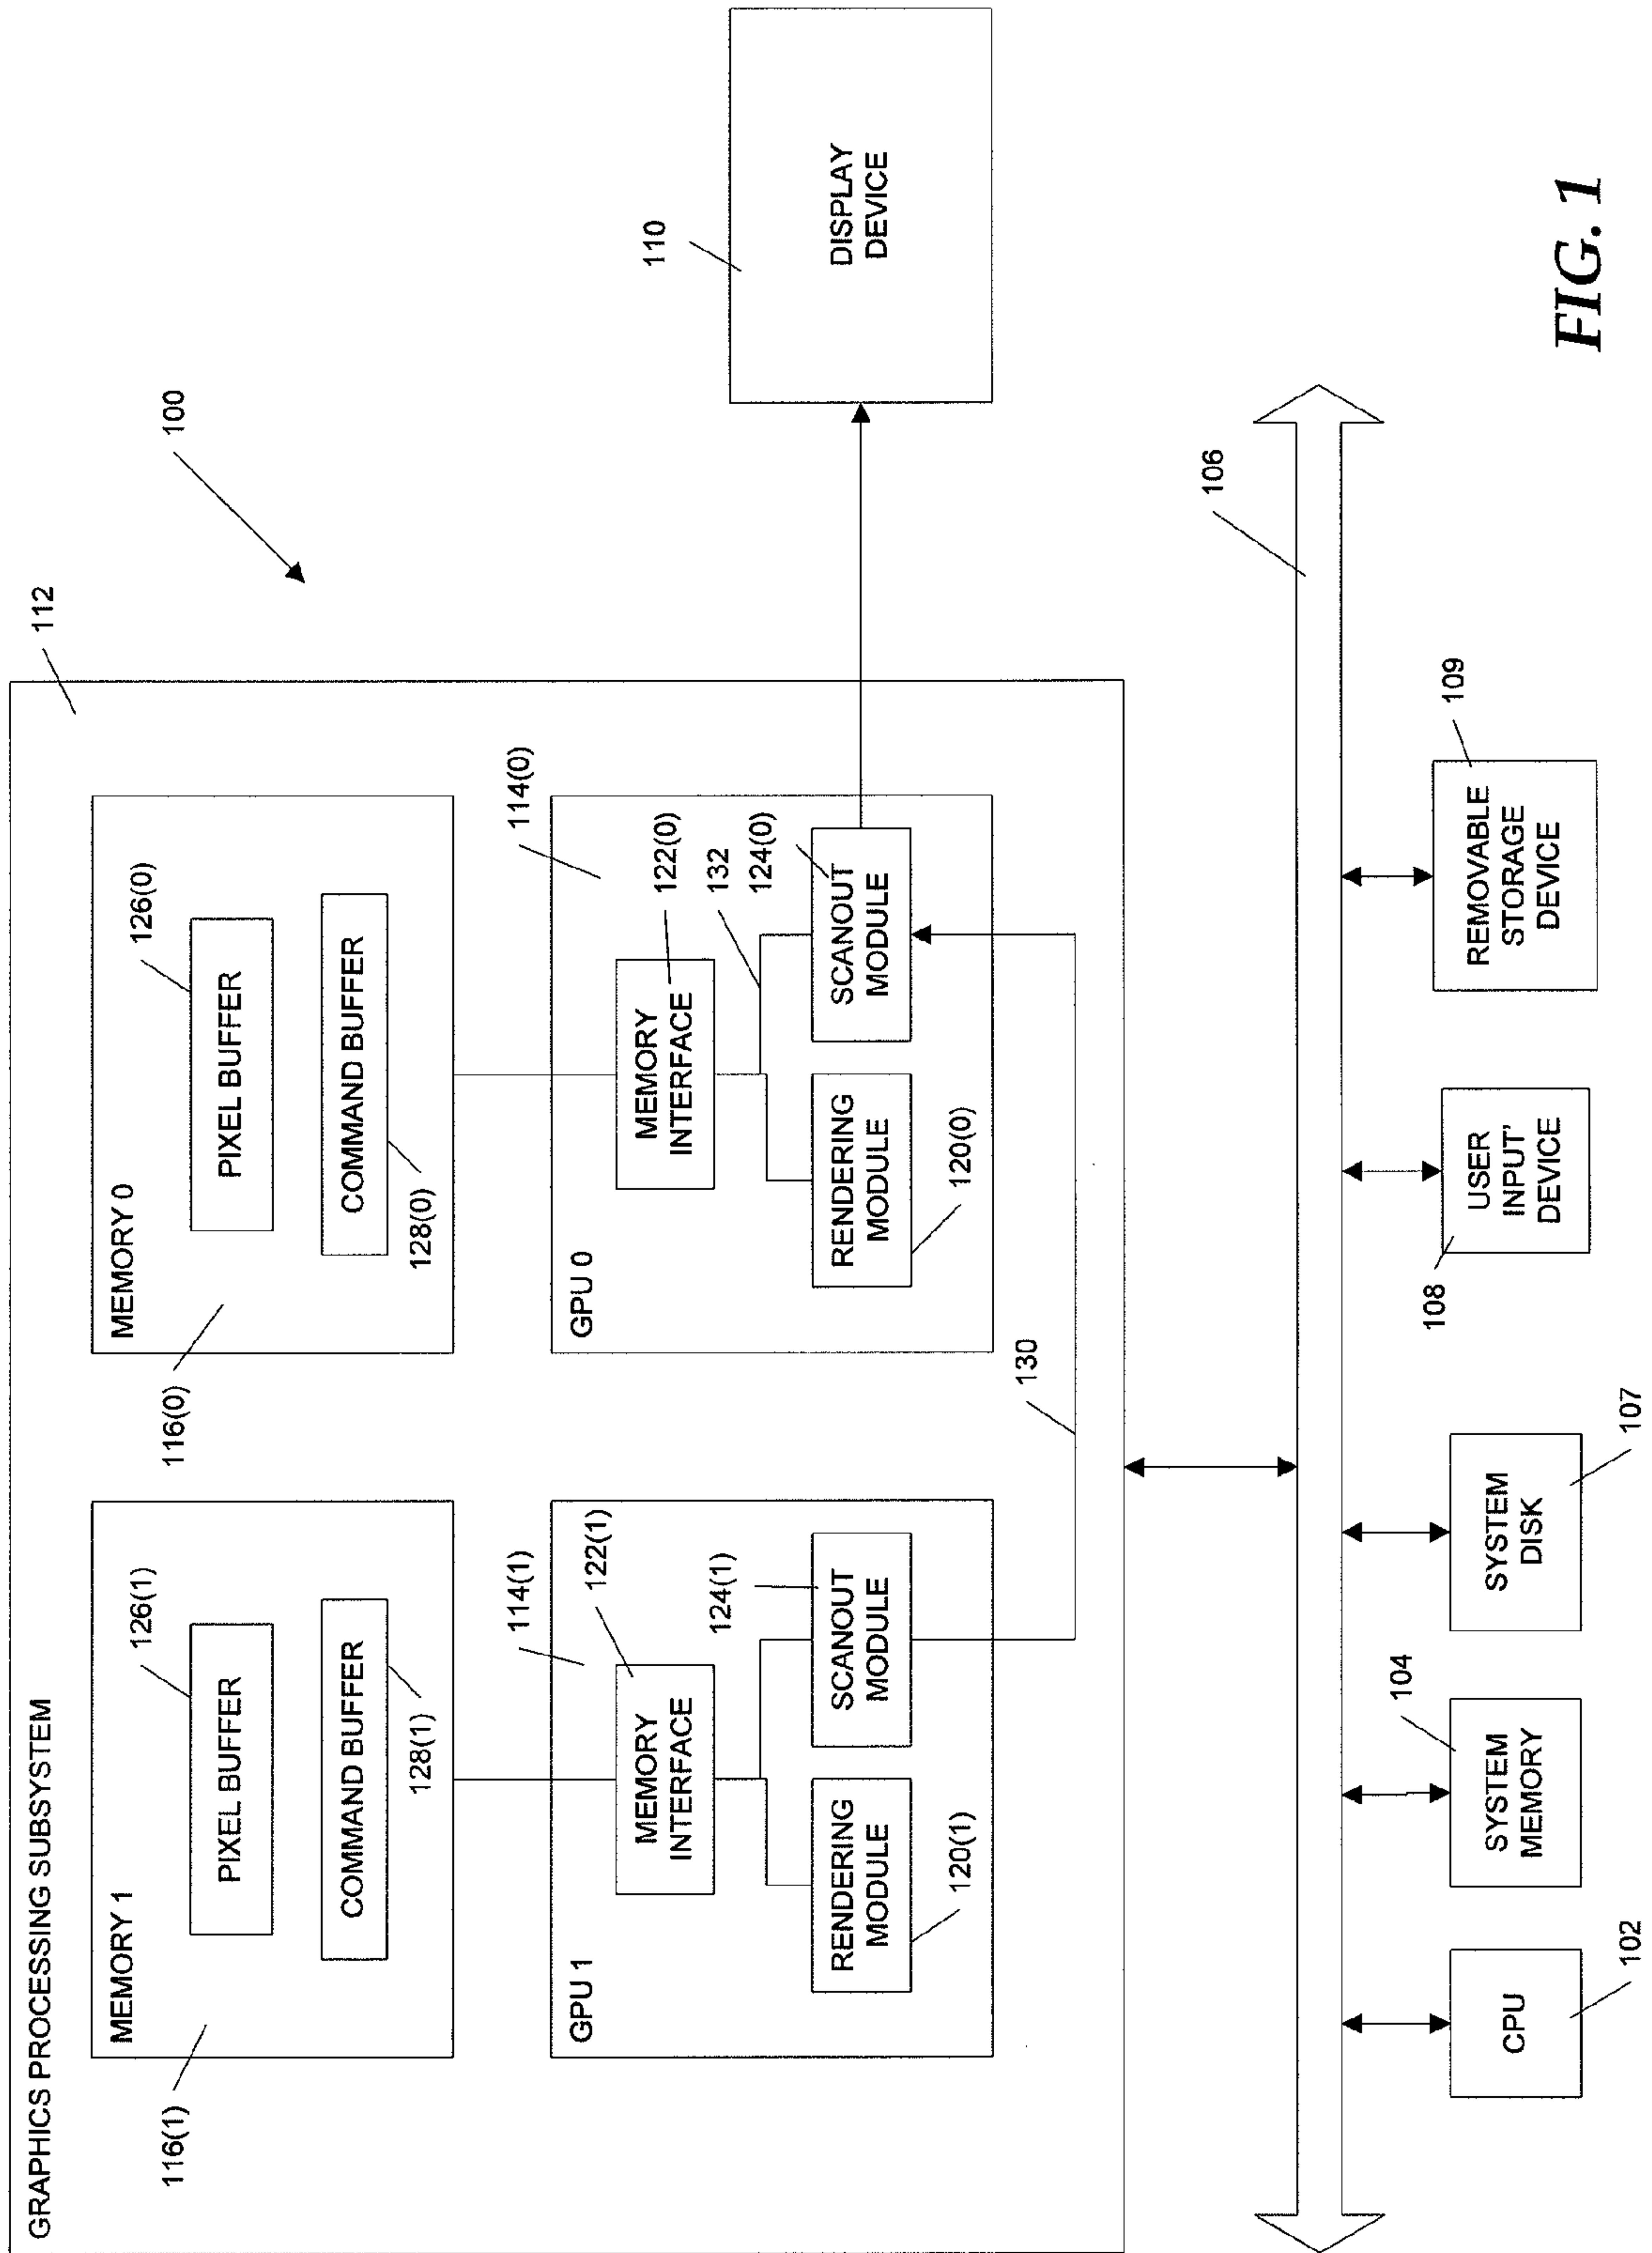 GRAPHICS PROCESSING SUBSYSTEM
112
100
116(1)
MEMORY 1
126(1)
PIXEL BUFFER
COMMAND BUFFER
128(1)
116(0)
MEMORY 0
126(0)
PIXEL BUFFER
COMMAND BUFFER
128(0)
GPU 1
114(1)
122(1)
MEMORY
INTERFACE
124(1)
RENDERING
MODULE
SCANOUT
MODULE
120(1)
GPU 0
114(0)
122(0)
MEMORY
INTERFACE
132
124(0)
RENDERING
MODULE
SCANOUT
MODULE
120(0)
130
110
DISPLAY
DEVICE
106
CPU
102
SYSTEM
MEMORY
104
SYSTEM
DISK
107
USER
INPUT'
DEVICE
108
REMOVABLE
STORAGE
DEVICE
109
FIG. 1